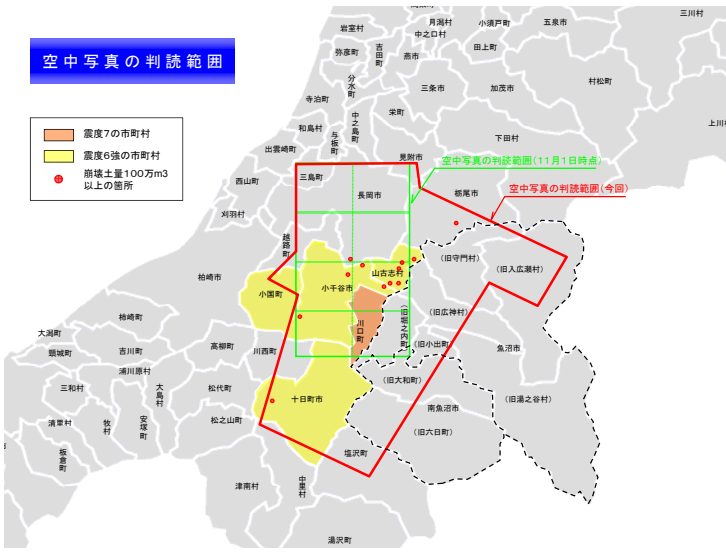 空中写真の判読範囲
震度7の市町村
震度6強の市町村
崩壊土量100万m3
以上の箇所
岩室村
月潟村
小須戸町
五泉市
三川村
中之口村
弥彦村
吉田町
燕市
田上町
分水町
寺泊町
三条市
加茂市
村松町
中之島町
栄町
和島村
与板町
下田村
上川村
出雲崎町
見附市
空中写真の判読範囲(11月1日時点)
西山町
三島町
長岡市
栃尾市
空中写真の判読範囲(今回)
刈羽村
越路町
(旧守門村)
(旧入広瀬村)
柏崎市
山古志村
小国町
小千谷市
(旧堀之内町)
(旧広神村)
柿崎町
川口町
大潟町
頸城町
吉川町
高柳町
川西町
(旧小出町)
魚沼市
浦川原村
三和村
大島村
松代町
(旧大和町)
十日町市
(旧湯之谷村)
清里村
牧村
安塚町
松之山町
南魚沼市
板倉町
(旧六日町)
塩沢町
津南村
中里村
湯沢町